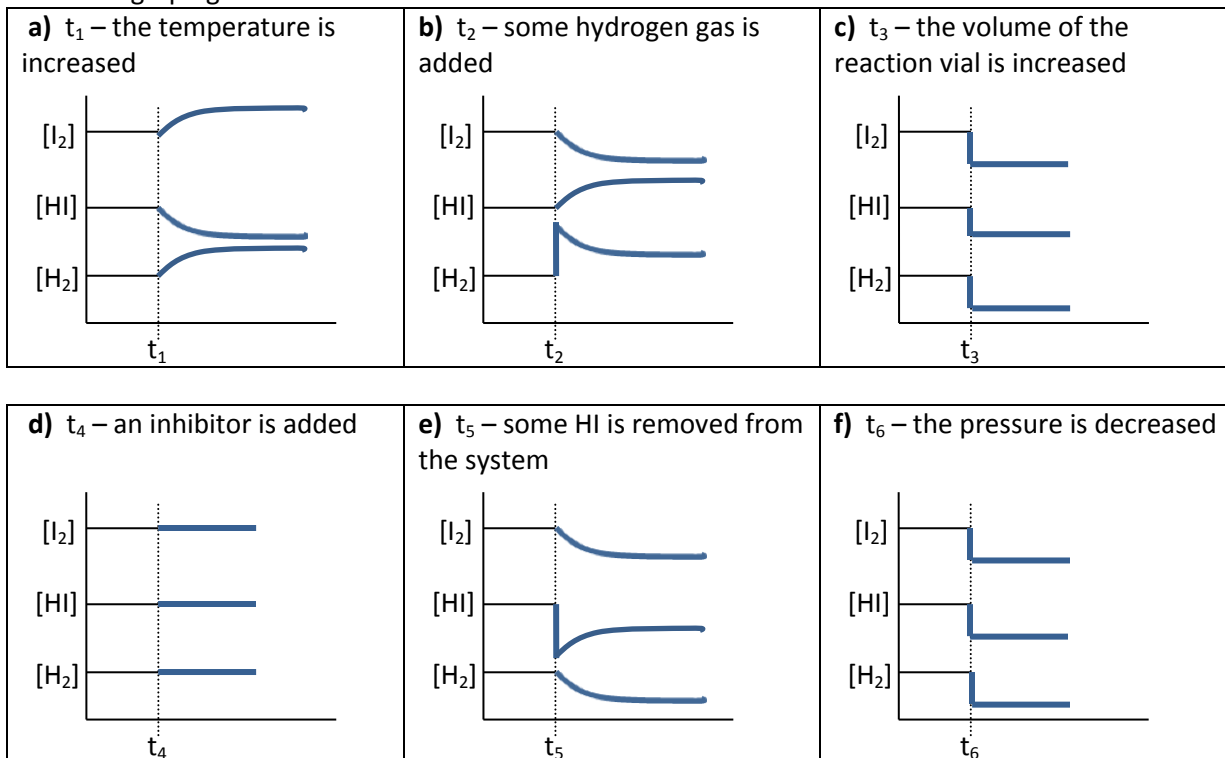 a) t₁ – the temperature is
increased
[I₂]
[HI]
[H₂]
t₁
b) t₂ – some hydrogen gas is
added
[I₂]
[HI]
[H₂]
t₂
c) t₃ – the volume of the
reaction vial is increased
[I₂]
[HI]
[H₂]
t₃
d) t₄ – an inhibitor is added
[I₂]
[HI]
[H₂]
t₄
e) t₅ – some HI is removed from
the system
[I₂]
[HI]
[H₂]
t₅
f) t₆ – the pressure is decreased
[I₂]
[HI]
[H₂]
t₆